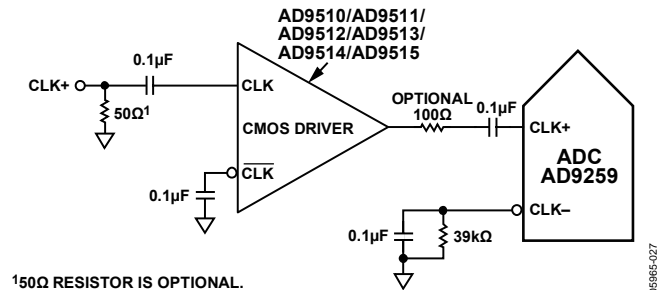 AD9510/AD9511/
AD9512/AD9513/
AD9514/AD9515
0.1µF
CLK+
50Ω¹
CLK
CMOS DRIVER
CLK
0.1µF
OPTIONAL
100Ω
0.1µF
CLK+
ADC
AD9259
CLK–
0.1µF
39kΩ
¹50Ω RESISTOR IS OPTIONAL.
05965-027